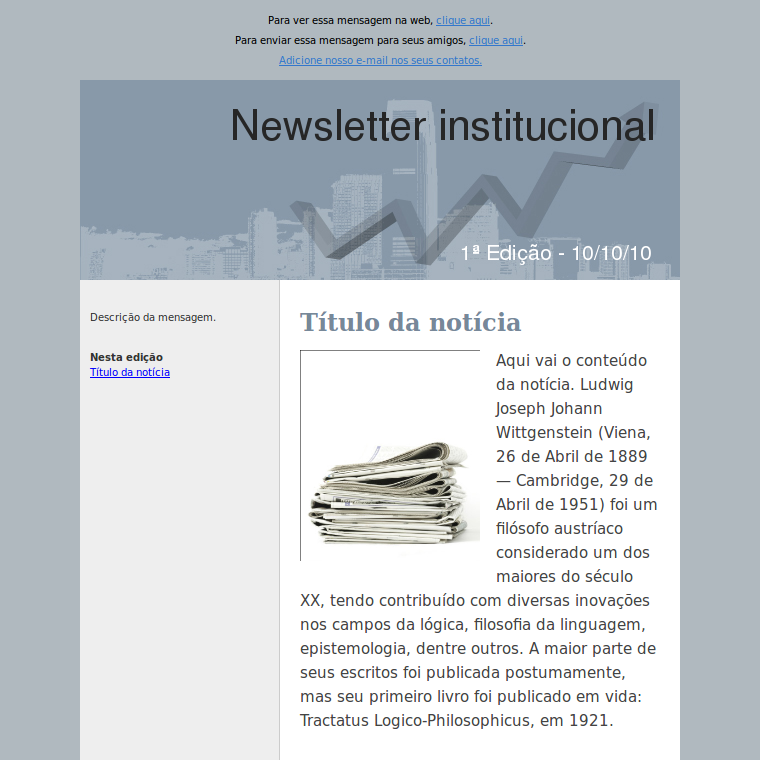 Para ver essa mensagem na web, clique aqui.
Para enviar essa mensagem para seus amigos, clique aqui.
Adicione nosso e-mail nos seus contatos.
Newsletter institucional
1ª Edição - 10/10/10
Descrição da mensagem.
Nesta edição
Título da notícia
Título da notícia
Aqui vai o conteúdo
da notícia. Ludwig
Joseph Johann
Wittgenstein (Viena,
26 de Abril de 1889
— Cambridge, 29 de
Abril de 1951) foi um
filósofo austríaco
considerado um dos
maiores do século
XX, tendo contribuído com diversas inovações
nos campos da lógica, filosofia da linguagem,
epistemologia, dentre outros. A maior parte de
seus escritos foi publicada postumamente,
mas seu primeiro livro foi publicado em vida:
Tractatus Logico-Philosophicus, em 1921.